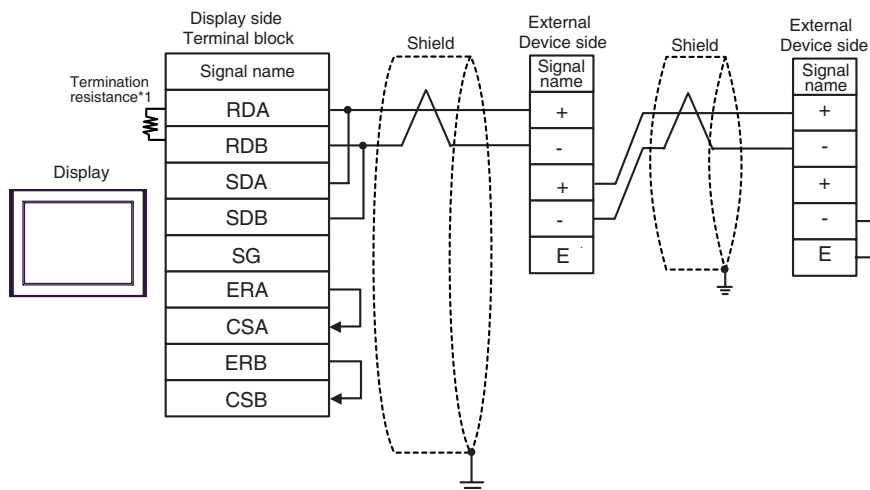 Display side
Terminal block
Signal name
RDA
RDB
SDA
SDB
SG
ERA
CSA
ERB
CSB
Termination
resistance*1
Display
Shield
External
Device side
Signal
name
+
-
+
-
E
Shield
External
Device side
Signal
name
+
-
+
-
E